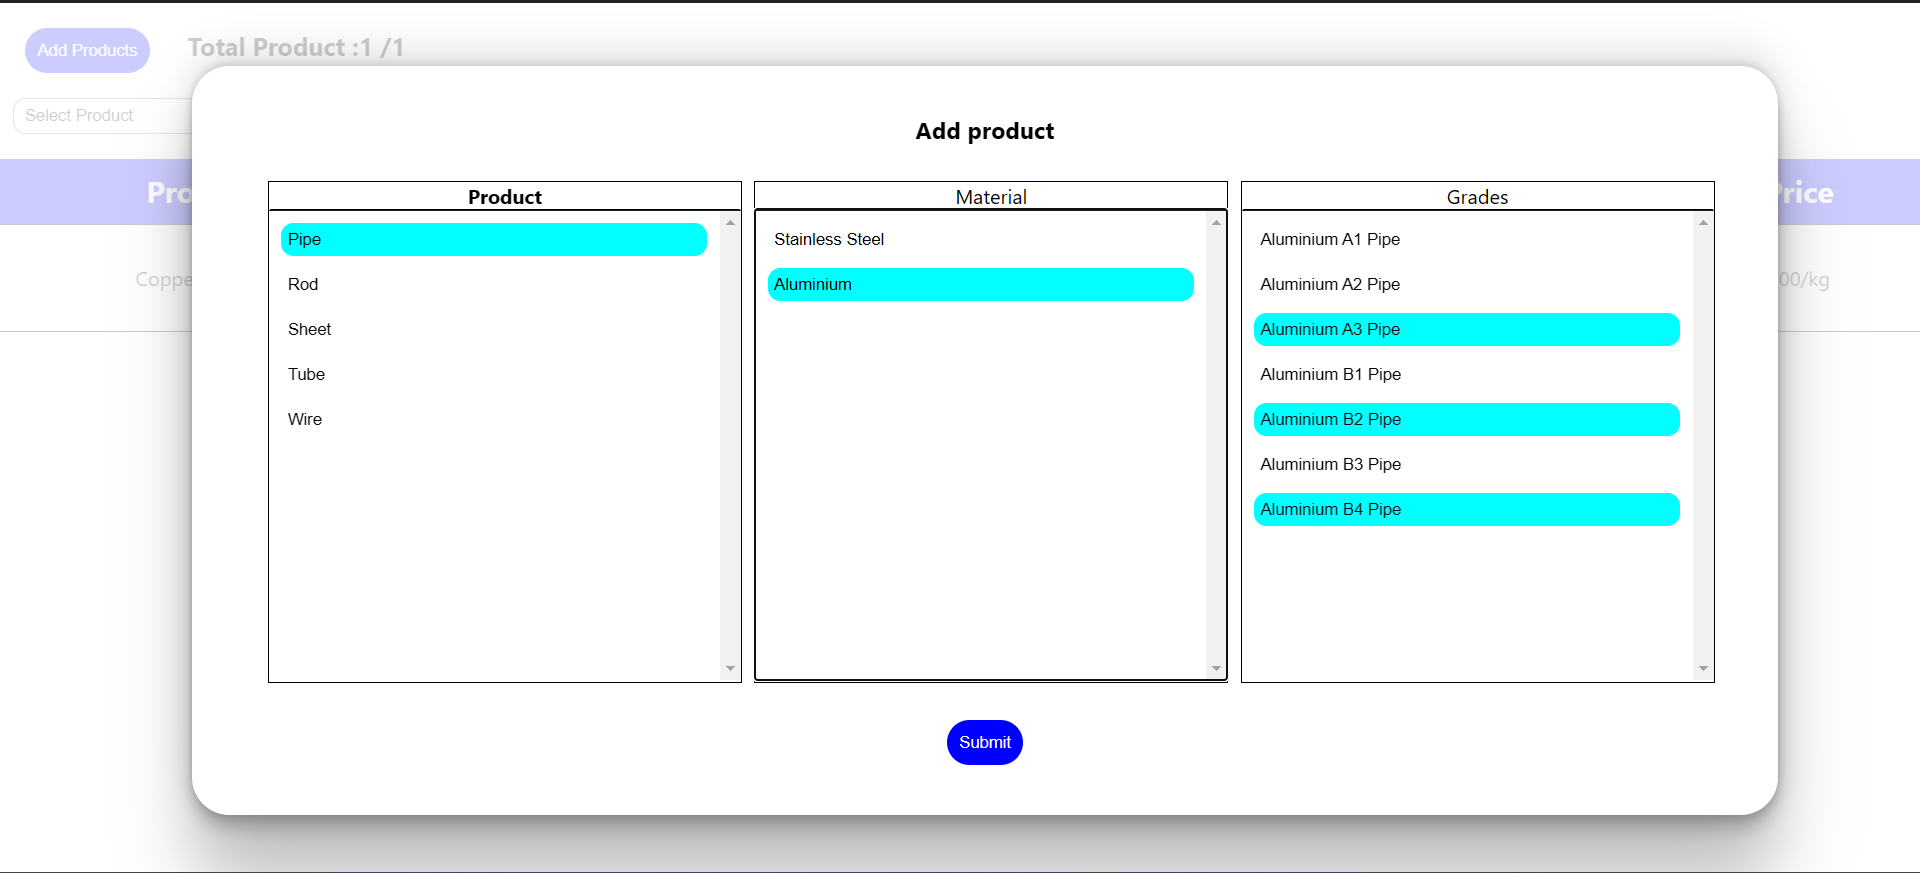 Add Products
Total Product :1 /1
Select Product
Add product
Product
Pipe
Rod
Sheet
Tube
Wire
Material
Stainless Steel
Aluminium
Grades
Aluminium A1 Pipe
Aluminium A2 Pipe
Aluminium A3 Pipe
Aluminium B1 Pipe
Aluminium B2 Pipe
Aluminium B3 Pipe
Aluminium B4 Pipe
Submit
Pro
Price
Coppe
00/kg